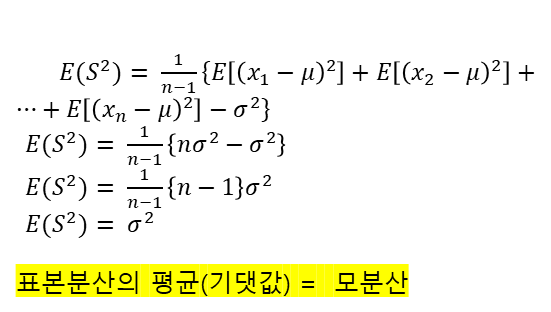 E(S²) = 1/(n−1) {E[(x₁ − μ)²] + E[(x₂ − μ)²] +
⋯ + E[(xₙ − μ)²] − σ²}
E(S²) = 1/(n−1) {nσ² − σ²}
E(S²) = 1/(n−1) {n − 1}σ²
E(S²) = σ²
표본분산의 평균(기댓값) = 모분산